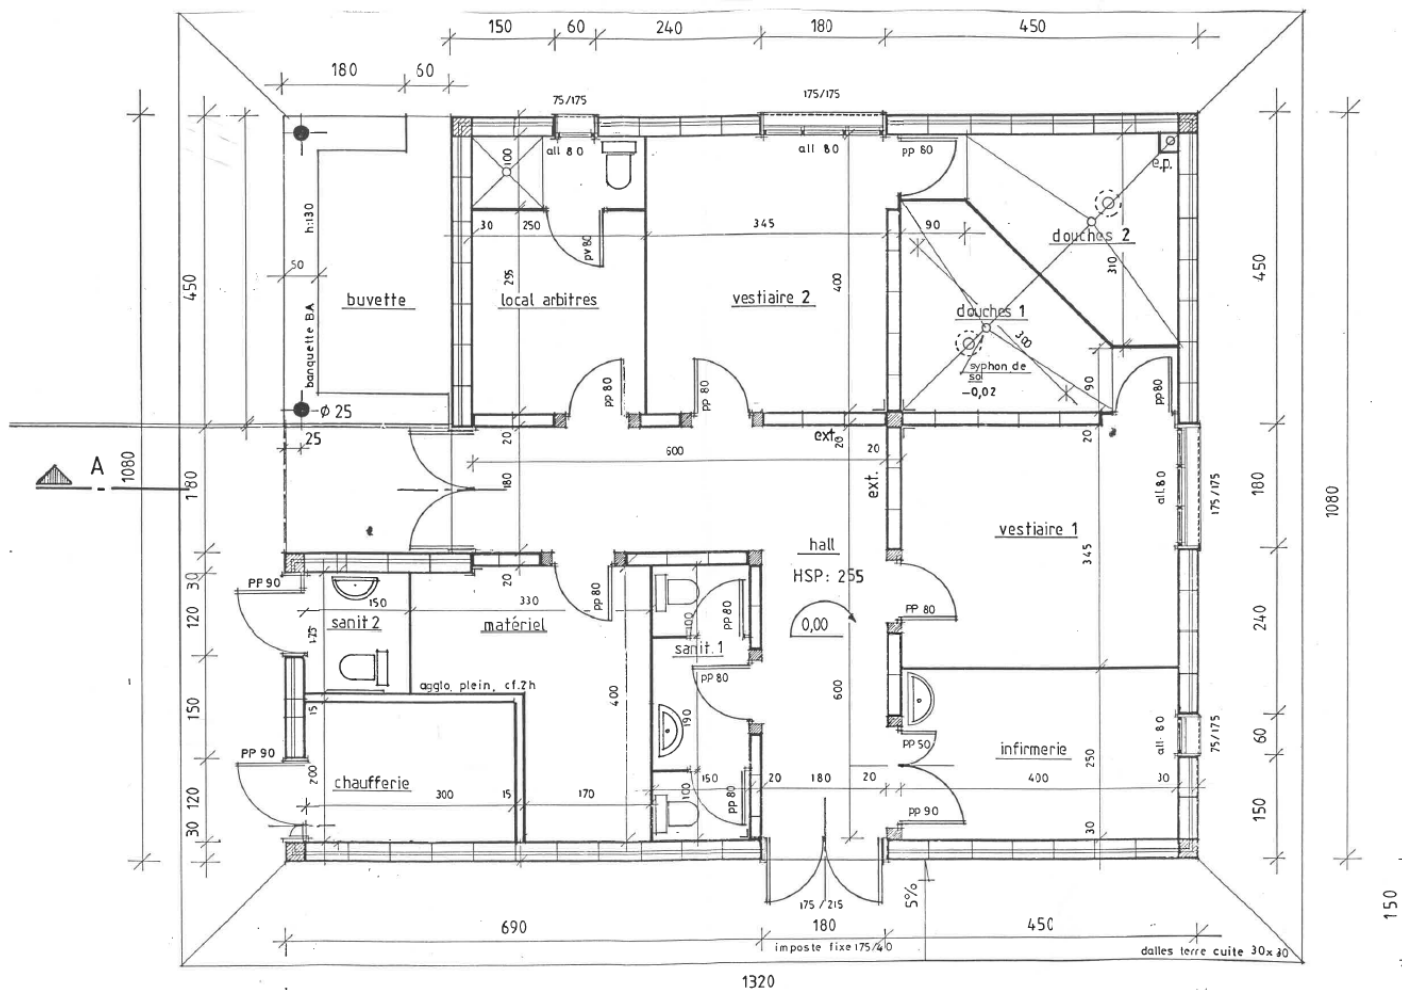 150 60 240 180 450
180 60
75/175
175/175
all 80
all 80
pp 80
e.p.
100
h:130
30 250
345
90
pv 80
douches 2
310
450
450
50
295
400
buvette
local arbitres
vestiaire 2
douches 1
300
banquette BA
syphon de
sol
-0,02
90
pp 80
pp 80
pp80
Ø 25
25
20
ext.
20
20
20
600
A
1080
180
180
ext.
all 80
175/175
180
1080
vestiaire 1
hall
HSP: 255
345
30
PP 90
20
150
330
pp 80
pp 80
PP 80
120
175
sanit 2
matériel
100
sanit. 1
0,00
240
PP 80
agglo. plein, cf.2h
400
600
150
15
190
all. 80
75/175
60
PP 50
infirmerie
250
PP 90
200
chaufferie
300
15
170
150
100
pp 80
20 180 20
400
30
120
30
PP 90
30
150
175 / 215
5%
150
690 180 450
imposte fixe 175/40
dalles terre cuite 30x30
1320